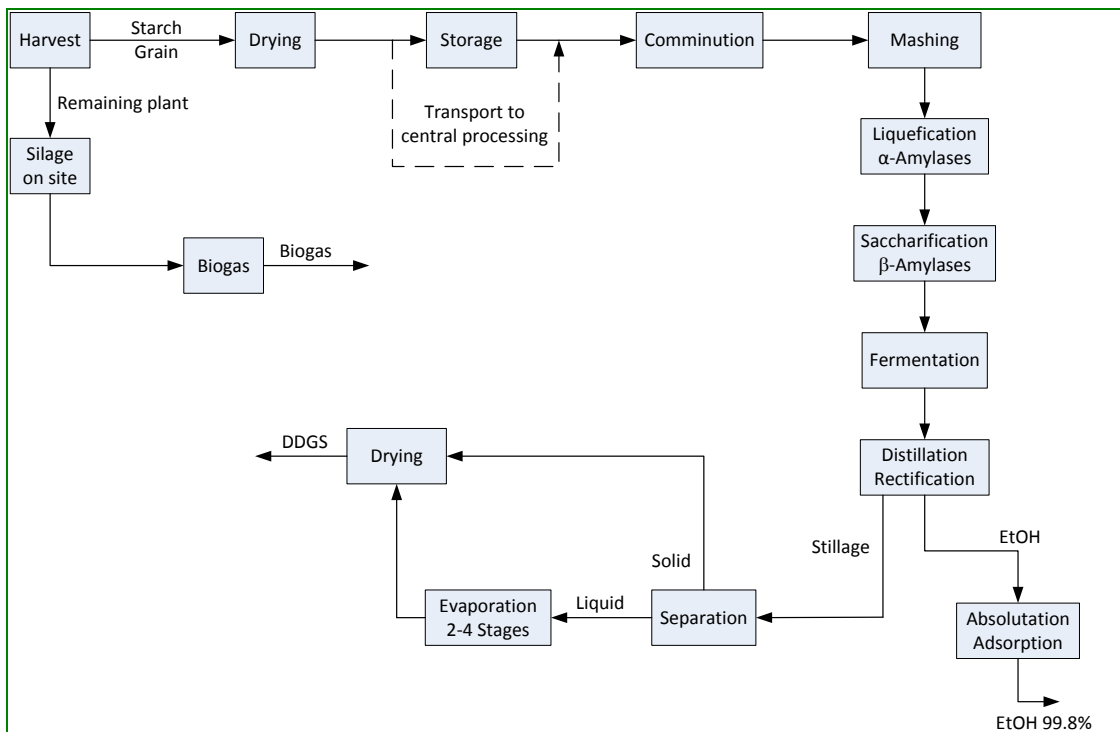 Harvest
Starch
Grain
Drying
Storage
Comminution
Mashing
Remaining plant
Transport to
central processing
Silage
on site
Liquefication
α-Amylases
Biogas
Biogas
Saccharification
β-Amylases
Fermentation
DDGS
Drying
Distillation
Rectification
EtOH
Stillage
Solid
Liquid
Evaporation
2-4 Stages
Separation
Absolutation
Adsorption
EtOH 99.8%